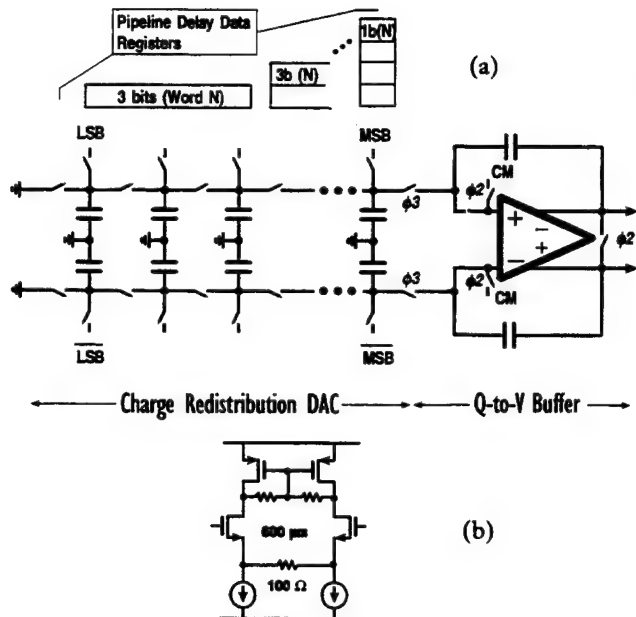 Pipeline Delay Data
Registers
1b(N)
3b (N)
(a)
3 bits (Word N)
LSB
MSB
CM
ϕ2
ϕ3
+
−
−
+
ϕ2
ϕ3
ϕ2
CM
LSB
MSB
Charge Redistribution DAC
Q-to-V Buffer
600 μm
(b)
100 Ω